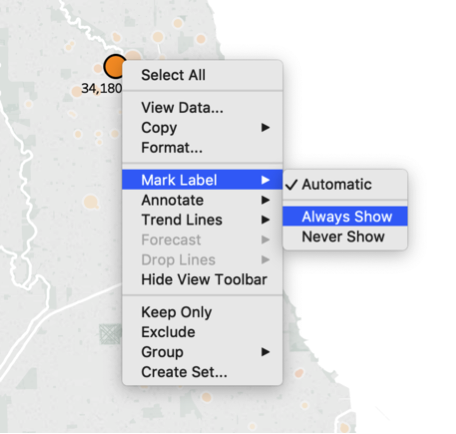 34,180
Select All
View Data...
Copy
Format...
Mark Label
Automatic
Annotate
Always Show
Trend Lines
Never Show
Forecast
Drop Lines
Hide View Toolbar
Keep Only
Exclude
Group
Create Set...